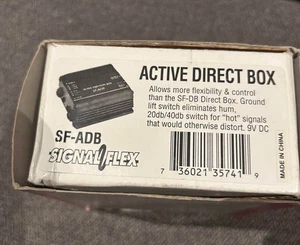 ACTIVE DIRECT BOX
Allows more flexibility & control
than the SF-DB Direct Box. Ground
lift switch eliminates hum,
20db/40db switch for "hot" signals
that would otherwise distort. 9V DC
SF-ADB
SIGNAL FLEX
7 36021 35741 9
MADE IN CHINA